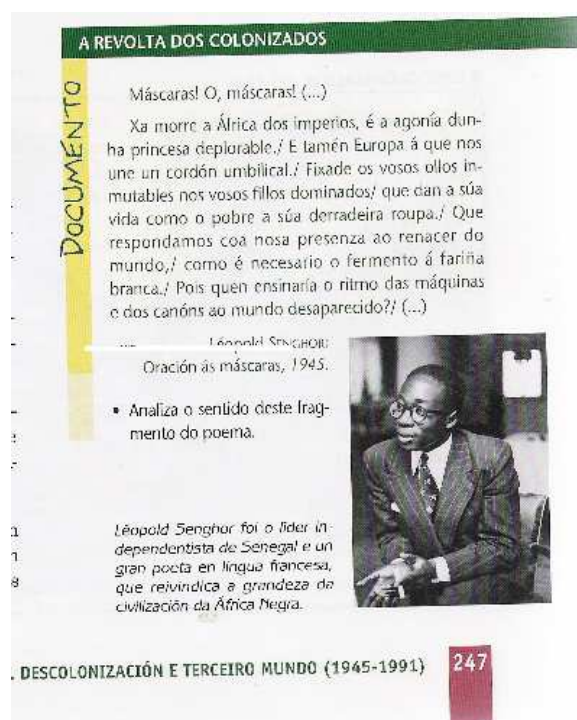 A REVOLTA DOS COLONIZADOS
DOCUMENTO
Máscaras! O, máscaras! (...)
Xa morre a África dos imperios, é a agonía dun-
ha princesa deplorable./ E tamén Europa á que nos
une un cordón umbilical./ Fixade os vosos ollos in-
mutables nos vosos fillos dominados/ que dan a súa
vida como o pobre a súa derradeira roupa./ Que
respondamos coa nosa presenza ao renacer do
mundo,/ como é necesario o fermento á fariña
branca./ Pois quen ensinaría o ritmo das máquinas
e dos canóns ao mundo desaparecido?/ (...)
Léopold SENGHOR:
Oración ás máscaras, 1945.
• Analiza o sentido deste frag-
mento do poema.
Léopold Senghor foi o líder in-
dependentista de Senegal e un
gran poeta en lingua francesa,
que reivindica a grandeza da
civilización da África Negra.
DESCOLONIZACIÓN E TERCEIRO MUNDO (1945-1991) 247